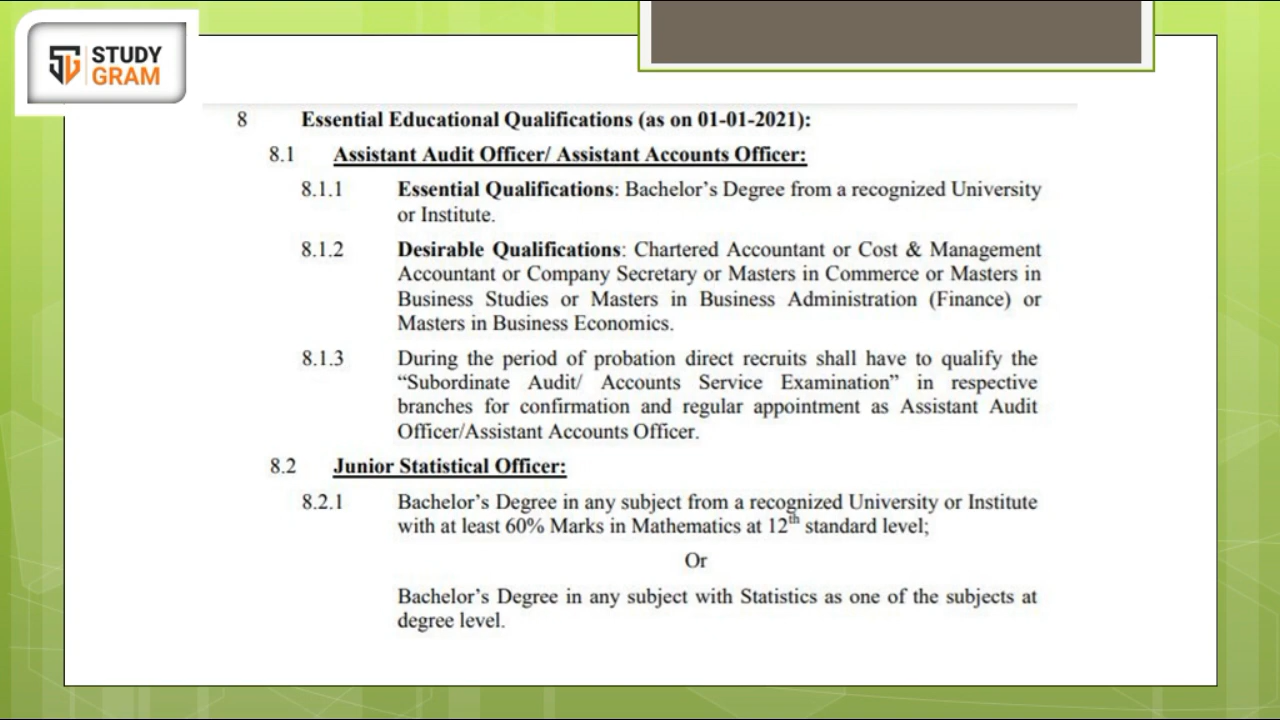 STUDY
GRAM
8 Essential Educational Qualifications (as on 01-01-2021):
8.1 Assistant Audit Officer/ Assistant Accounts Officer:
8.1.1 Essential Qualifications: Bachelor’s Degree from a recognized University
or Institute.
8.1.2 Desirable Qualifications: Chartered Accountant or Cost & Management
Accountant or Company Secretary or Masters in Commerce or Masters in
Business Studies or Masters in Business Administration (Finance) or
Masters in Business Economics.
8.1.3 During the period of probation direct recruits shall have to qualify the
“Subordinate Audit/ Accounts Service Examination” in respective
branches for confirmation and regular appointment as Assistant Audit
Officer/Assistant Accounts Officer.
8.2 Junior Statistical Officer:
8.2.1 Bachelor’s Degree in any subject from a recognized University or Institute
with at least 60% Marks in Mathematics at 12th standard level;
Or
Bachelor’s Degree in any subject with Statistics as one of the subjects at
degree level.